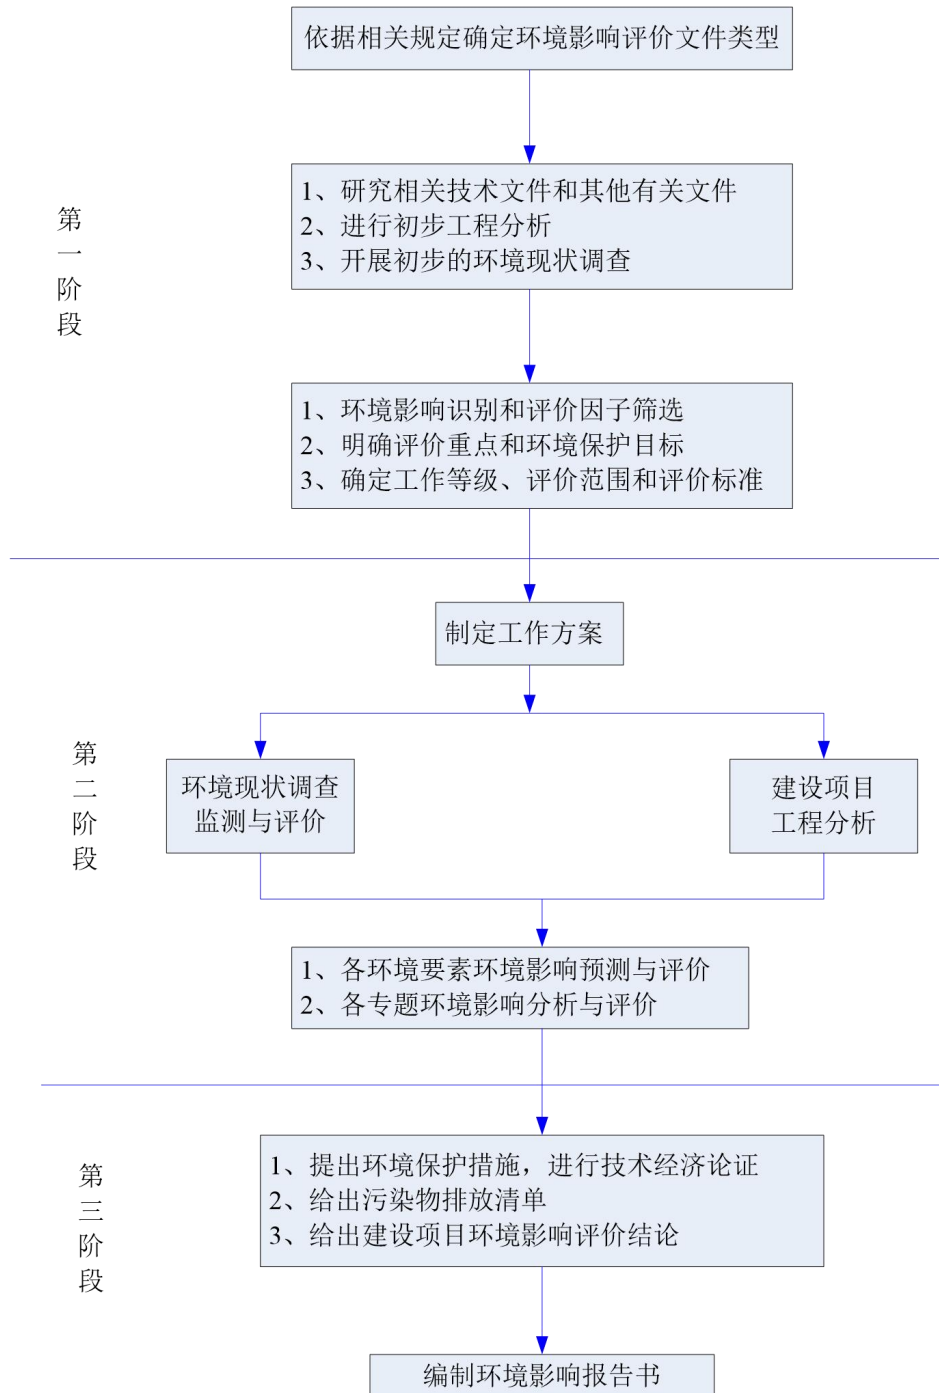 依据相关规定确定环境影响评价文件类型
第一阶段
1、研究相关技术文件和其他有关文件
2、进行初步工程分析
3、开展初步的环境现状调查
1、环境影响识别和评价因子筛选
2、明确评价重点和环境保护目标
3、确定工作等级、评价范围和评价标准
制定工作方案
第二阶段
环境现状调查
监测与评价
建设项目
工程分析
1、各环境要素环境影响预测与评价
2、各专题环境影响分析与评价
第三阶段
1、提出环境保护措施，进行技术经济论证
2、给出污染物排放清单
3、给出建设项目环境影响评价结论
编制环境影响报告书